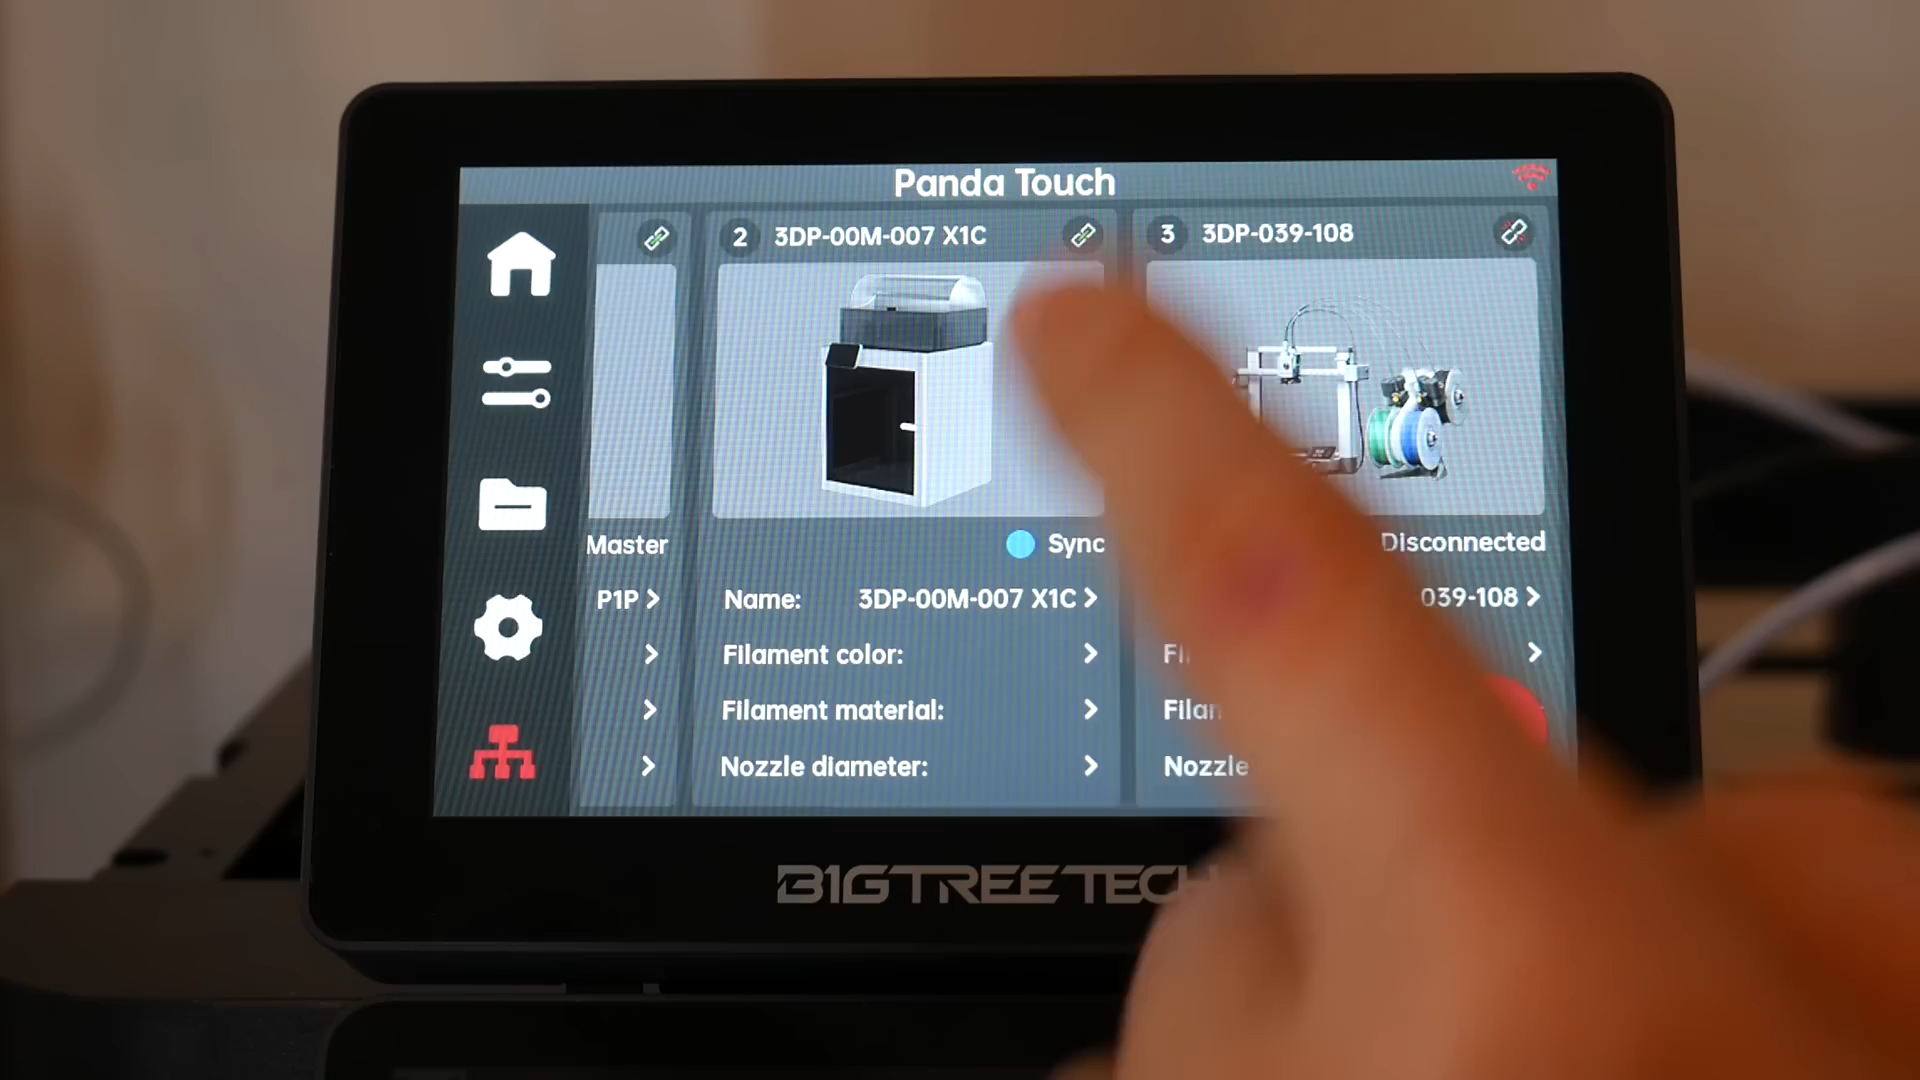 Panda Touch
2 3DP-00M-007 X1C
3 3DP-039-108
Master
Sync
Disconnected
P1P >
Name: 3DP-00M-007 X1C >
039-108 >
Filament color: >
Filament material: >
Nozzle diameter: >
Nozzle
BIGTREETECH